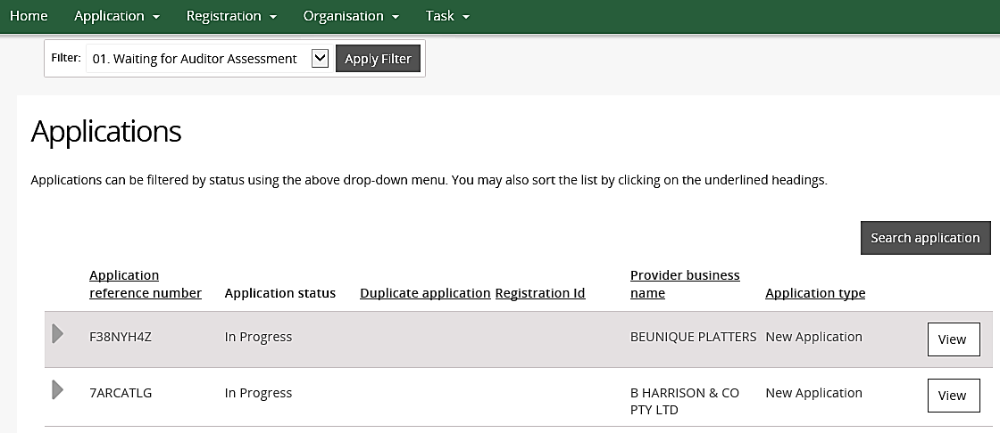 Home Application Registration Organisation Task
Filter: 01. Waiting for Auditor Assessment Apply Filter
Applications
Applications can be filtered by status using the above drop-down menu. You may also sort the list by clicking on the underlined headings.
Search application
Application reference number Application status Duplicate application Registration Id Provider business name Application type
F38NYH4Z In Progress BEUNIQUE PLATTERS New Application View
7ARCATLG In Progress B HARRISON & CO PTY LTD New Application View